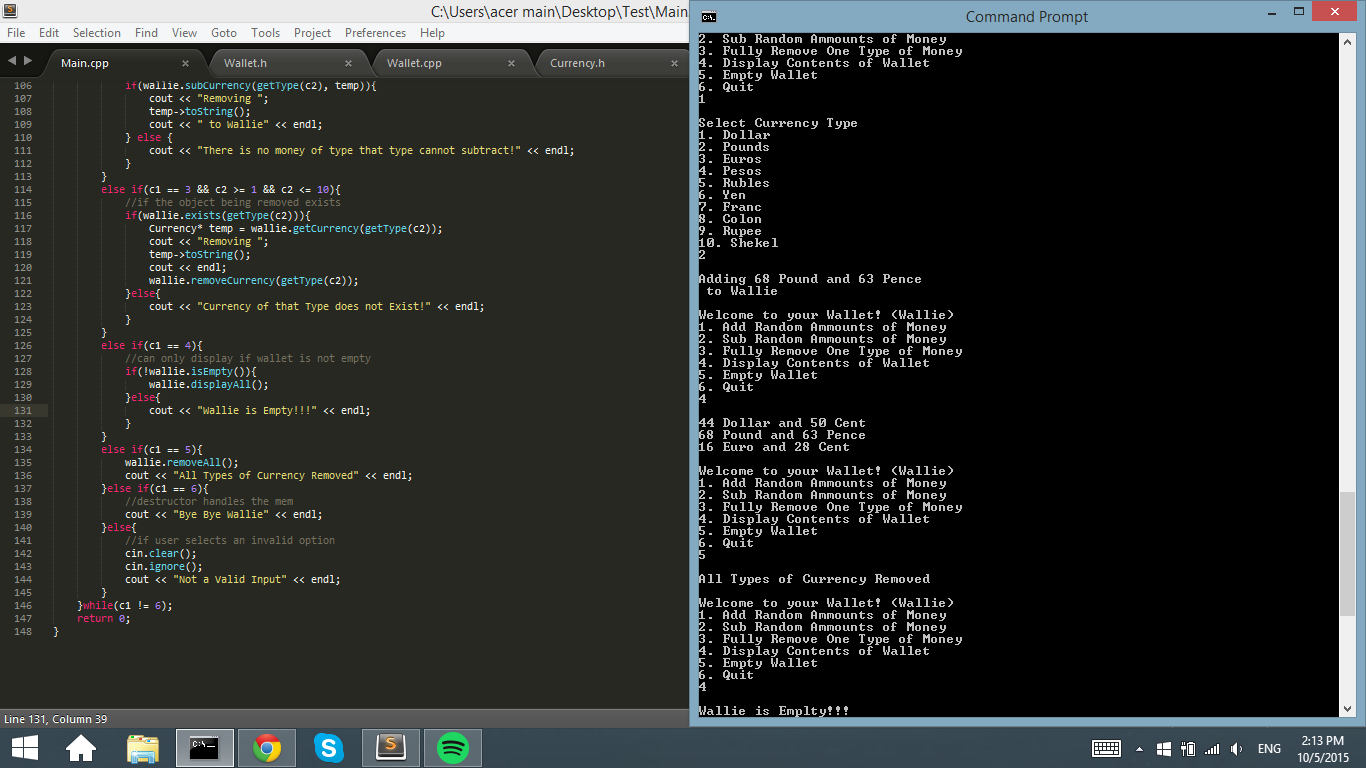 C:\Users\acer main\Desktop\Test\Main.
File Edit Selection Find View Goto Tools Project Preferences Help
Main.cpp × Wallet.h × Wallet.cpp × Currency.h ×
106 if(wallie.subCurrency(getType(c2), temp)){
107 cout << "Removing ";
108 temp->toString();
109 cout << " to Wallie" << endl;
110 } else {
111 cout << "There is no money of type that type cannot subtract!" << endl;
112 }
113 }
114 else if(c1 == 3 && c2 >= 1 && c2 <= 10){
115 //if the object being removed exists
116 if(wallie.exists(getType(c2))){
117 Currency* temp = wallie.getCurrency(getType(c2));
118 cout << "Removing ";
119 temp->toString();
120 cout << endl;
121 wallie.removeCurrency(getType(c2));
122 }else{
123 cout << "Currency of that Type does not Exist!" << endl;
124 }
125 }
126 else if(c1 == 4){
127 //can only display if wallet is not empty
128 if(!wallie.isEmpty()){
129 wallie.displayAll();
130 }else{
131 cout << "Wallie is Empty!!!" << endl;
132 }
133 }
134 else if(c1 == 5){
135 wallie.removeAll();
136 cout << "All Types of Currency Removed" << endl;
137 }else if(c1 == 6){
138 //destructor handles the mem
139 cout << "Bye Bye Wallie" << endl;
140 }else{
141 //if user selects an invalid option
142 cin.clear();
143 cin.ignore();
144 cout << "Not a Valid Input" << endl;
145 }
146 }while(c1 != 6);
147 return 0;
148 }
Line 131, Column 39
Command Prompt
2. Sub Random Ammounts of Money
3. Fully Remove One Type of Money
4. Display Contents of Wallet
5. Empty Wallet
6. Quit
1
Select Currency Type
1. Dollar
2. Pounds
3. Euros
4. Pesos
5. Rubles
6. Yen
7. Franc
8. Colon
9. Rupee
10. Shekel
2
Adding 68 Pound and 63 Pence
to Wallie
Welcome to your Wallet! (Wallie)
1. Add Random Ammounts of Money
2. Sub Random Ammounts of Money
3. Fully Remove One Type of Money
4. Display Contents of Wallet
5. Empty Wallet
6. Quit
4
44 Dollar and 50 Cent
68 Pound and 63 Pence
16 Euro and 28 Cent
Welcome to your Wallet! (Wallie)
1. Add Random Ammounts of Money
2. Sub Random Ammounts of Money
3. Fully Remove One Type of Money
4. Display Contents of Wallet
5. Empty Wallet
6. Quit
5
All Types of Currency Removed
Welcome to your Wallet! (Wallie)
1. Add Random Ammounts of Money
2. Sub Random Ammounts of Money
3. Fully Remove One Type of Money
4. Display Contents of Wallet
5. Empty Wallet
6. Quit
4
Wallie is Emplty!!!
ENG
2:13 PM
10/5/2015